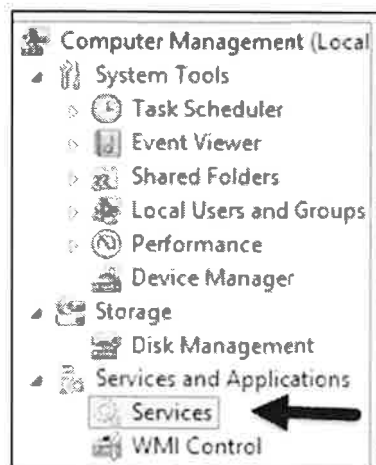 Computer Management (Local
System Tools
Task Scheduler
Event Viewer
Shared Folders
Local Users and Groups
Performance
Device Manager
Storage
Disk Management
Services and Applications
Services
WMI Control